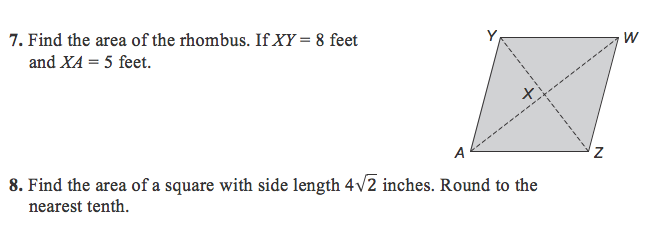 7. Find the area of the rhombus. If XY = 8 feet
and XA = 5 feet.
Y
W
X
A
Z
8. Find the area of a square with side length 4√2 inches. Round to the
nearest tenth.